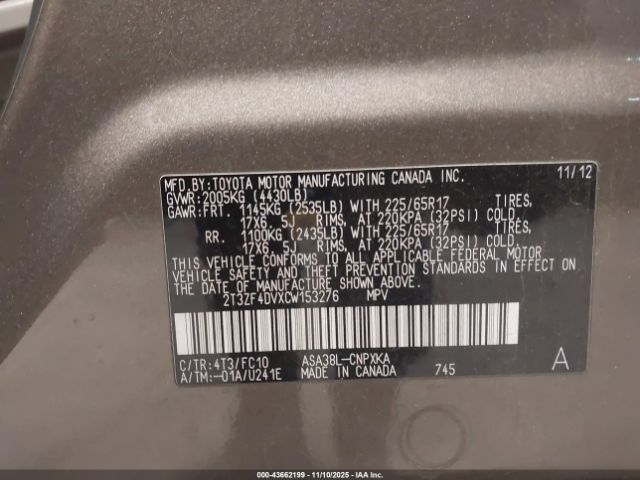 MFD.BY:TOYOTA MOTOR MANUFACTURING CANADA INC. 11/12
GVWR:2005KG (4430LB)
GAWR:FRT. 1145KG (2535LB) WITH 225/65R17 TIRES,
17X6.5J RIMS, AT 220KPA (32PSI) COLD.
RR. 1100KG (2435LB) WITH 225/65R17 TIRES,
17X6.5J RIMS, AT 220KPA (32PSI) COLD.
THIS VEHICLE CONFORMS TO ALL APPLICABLE FEDERAL MOTOR
VEHICLE SAFETY AND THEFT PREVENTION STANDARDS IN EFFECT ON
THE DATE OF MANUFACTURE SHOWN ABOVE.
2T3ZF4DVXCW153276 MPV
C/TR:4T3/FC10 ASA38L-CNPXKA A
A/TM:-01A/U241E MADE IN CANADA 745
000-43662199 - 11/10/2025 - IAA Inc.